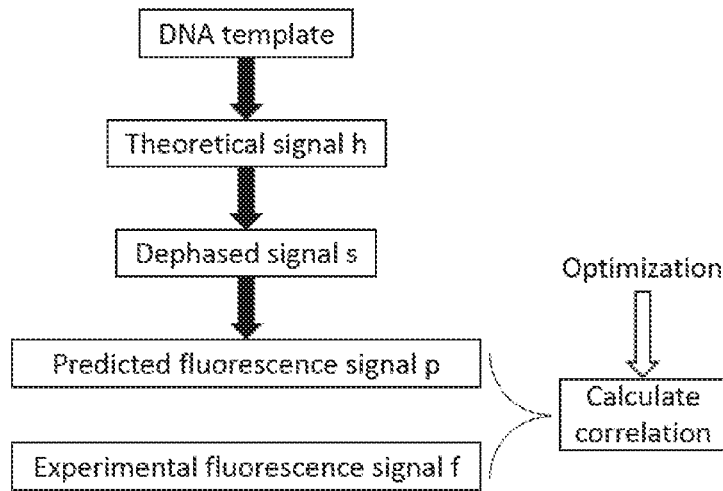 DNA template
Theoretical signal h
Dephased signal s
Optimization
Predicted fluorescence signal p
Calculate
correlation
Experimental fluorescence signal f